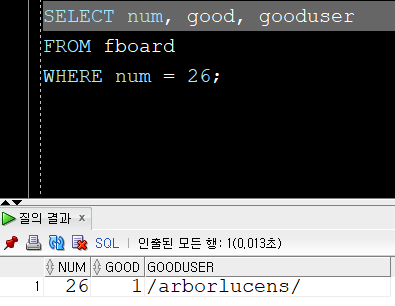 SELECT num, good, gooduser
FROM fboard
WHERE num = 26;
질의 결과 x
SQL | 인출된 모든 행: 1(0,013초)
NUM GOOD GOODUSER
1 26 1 /arborlucens/